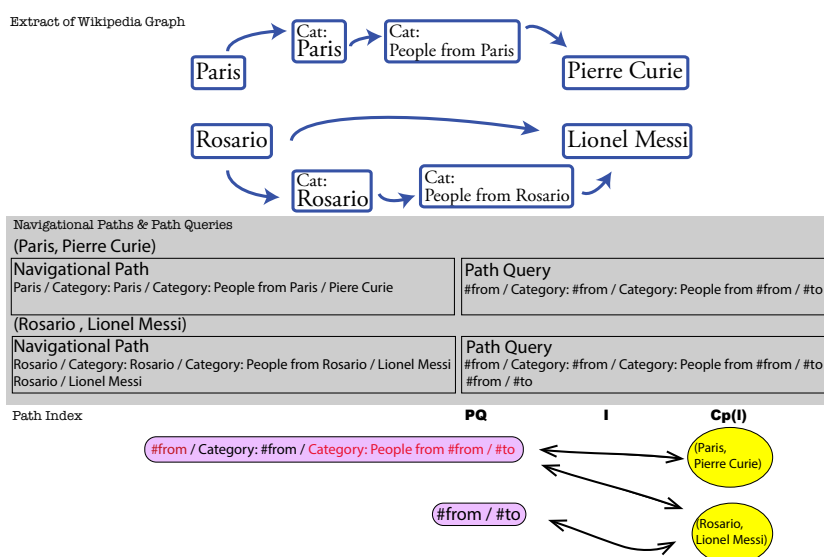 Extract of Wikipedia Graph
Cat:
Paris
Cat:
People from Paris
Paris
Pierre Curie
Rosario
Lionel Messi
Cat:
Rosario
Cat:
People from Rosario
Navigational Paths & Path Queries
(Paris, Pierre Curie)
Navigational Path
Paris / Category: Paris / Category: People from Paris / Piere Curie
Path Query
#from / Category: #from / Category: People from #from / #to
(Rosario , Lionel Messi)
Navigational Path
Rosario / Category: Rosario / Category: People from Rosario / Lionel Messi
Rosario / Lionel Messi
Path Query
#from / Category: #from / Category: People from #from / #to
#from / #to
Path Index
PQ I Cp(I)
#from / Category: #from / Category: People from #from / #to
(Paris,
Pierre Curie)
#from / #to
(Rosario,
Lionel Messi)